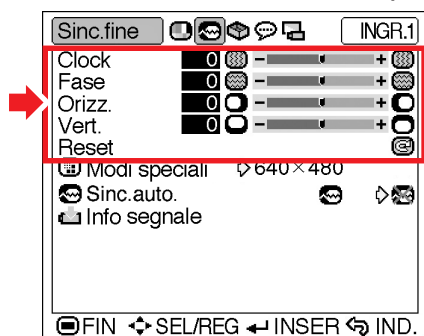 Sinc.fine INGR.1
Clock 0 - +
Fase 0 - +
Orizz. 0 - +
Vert. 0 - +
Reset
Modi speciali 640×480
Sinc.auto.
Info segnale
FIN SEL/REG INSER IND.